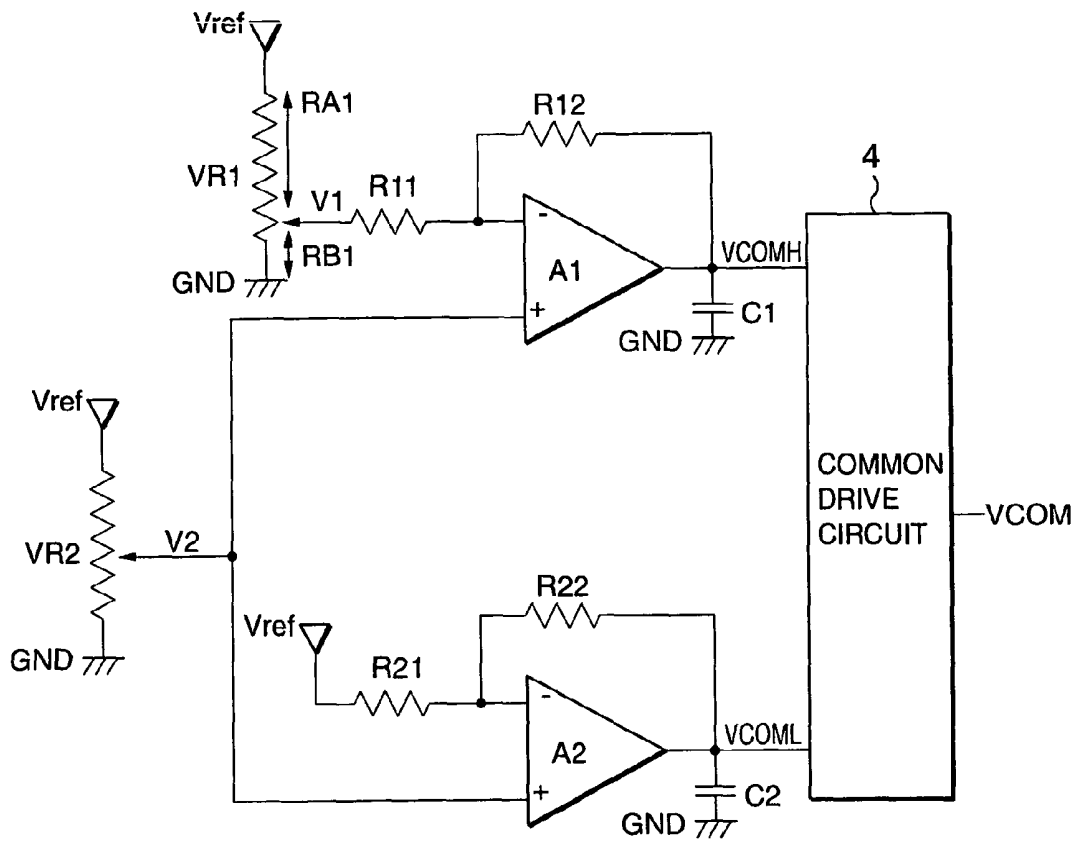 Vref
RA1
VR1
V1
RB1
GND
R11
R12
-
A1
+
VCOMH
C1
GND
4
Vref
VR2
V2
GND
COMMON
DRIVE
CIRCUIT
VCOM
Vref
R21
R22
-
A2
+
VCOML
C2
GND